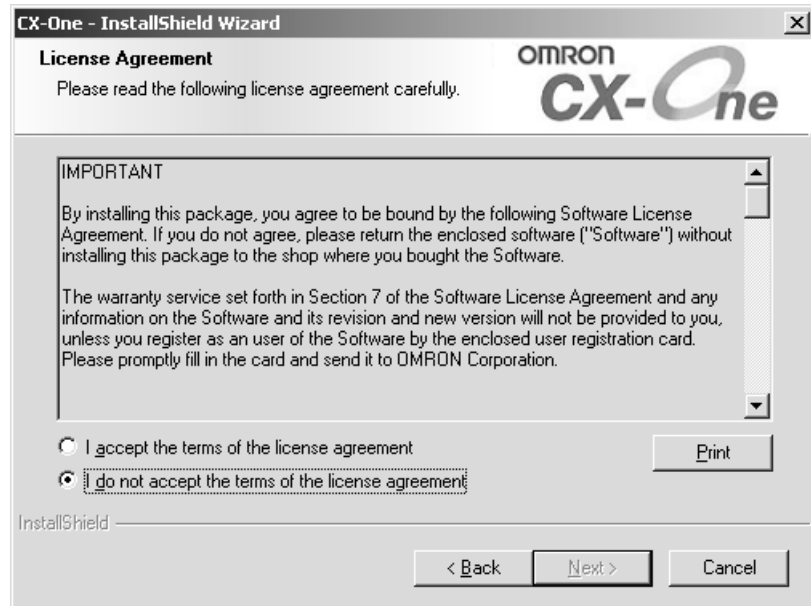 CX-One - InstallShield Wizard
License Agreement
Please read the following license agreement carefully.
OMRON
CX-One
IMPORTANT
By installing this package, you agree to be bound by the following Software License
Agreement. If you do not agree, please return the enclosed software ("Software") without
installing this package to the shop where you bought the Software.
The warranty service set forth in Section 7 of the Software License Agreement and any
information on the Software and its revision and new version will not be provided to you,
unless you register as an user of the Software by the enclosed user registration card.
Please promptly fill in the card and send it to OMRON Corporation.
I accept the terms of the license agreement
Print
I do not accept the terms of the license agreement
InstallShield
< Back
Next >
Cancel